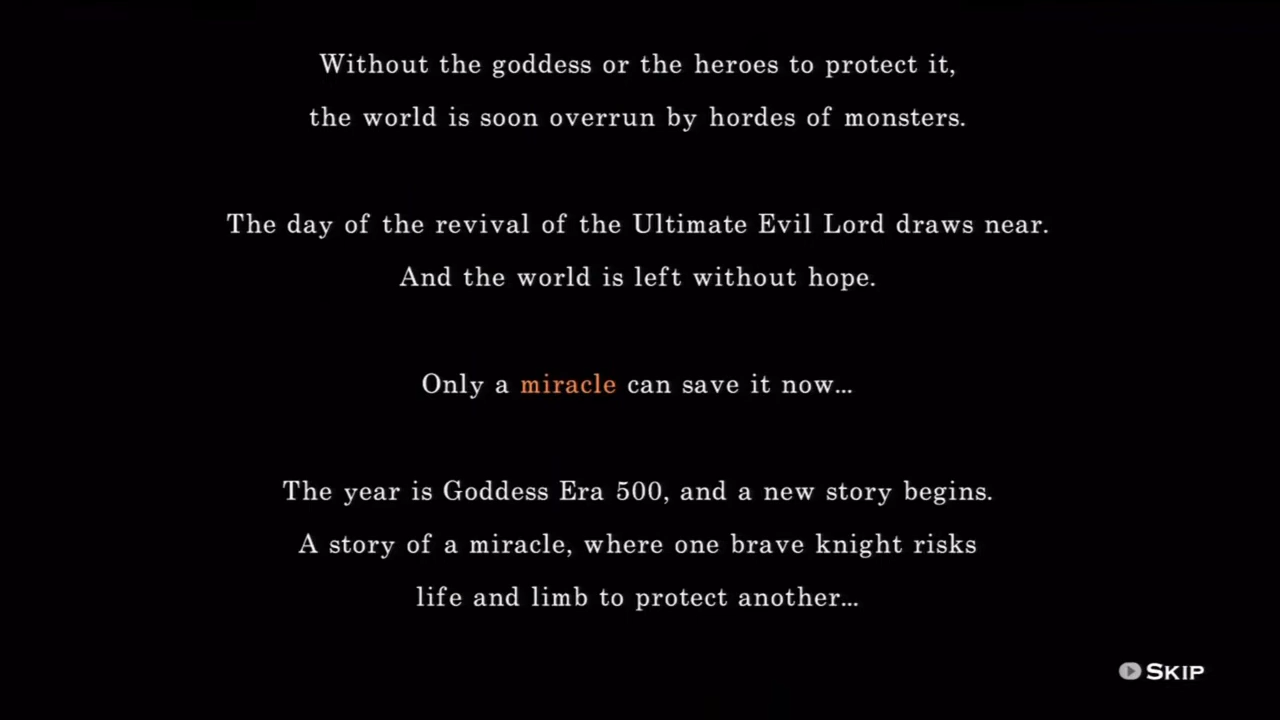 Without the goddess or the heroes to protect it,
the world is soon overrun by hordes of monsters.
The day of the revival of the Ultimate Evil Lord draws near.
And the world is left without hope.
Only a miracle can save it now...
The year is Goddess Era 500, and a new story begins.
A story of a miracle, where one brave knight risks
life and limb to protect another...
SKIP